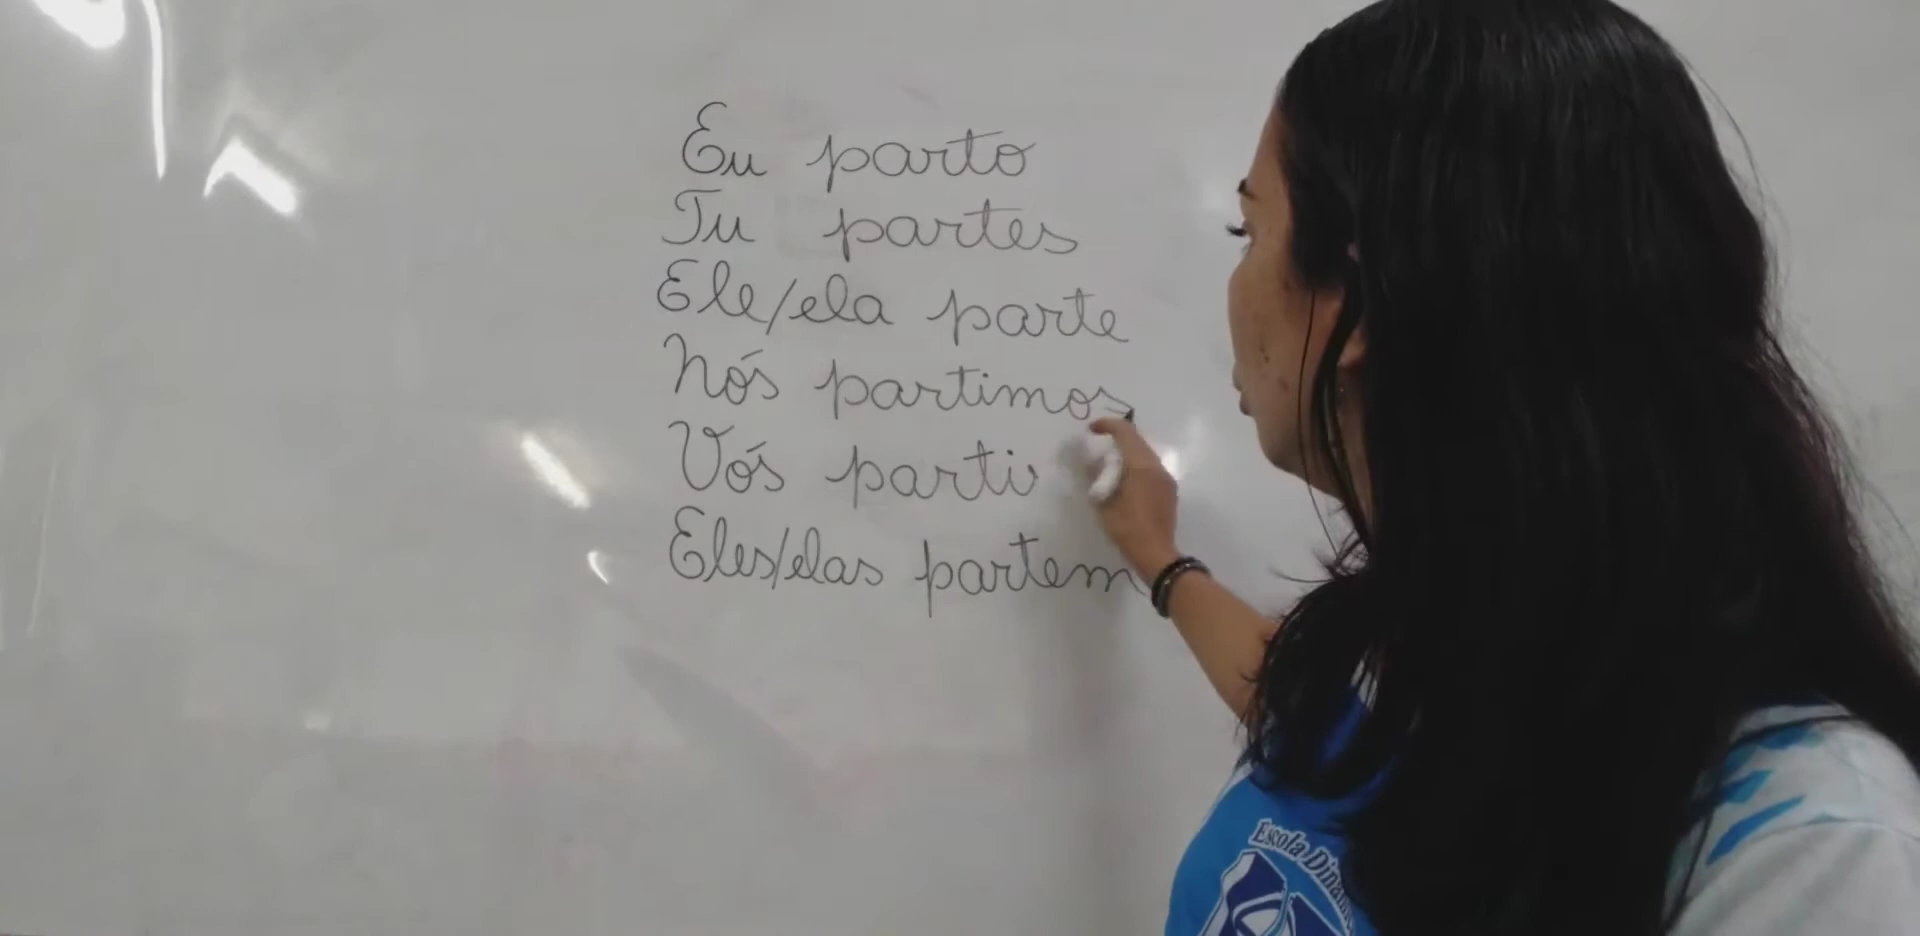 Eu parto
Tu partes
Ele/ela parte
Nós partimos
Vós parti
Eles/elas partem
Escola